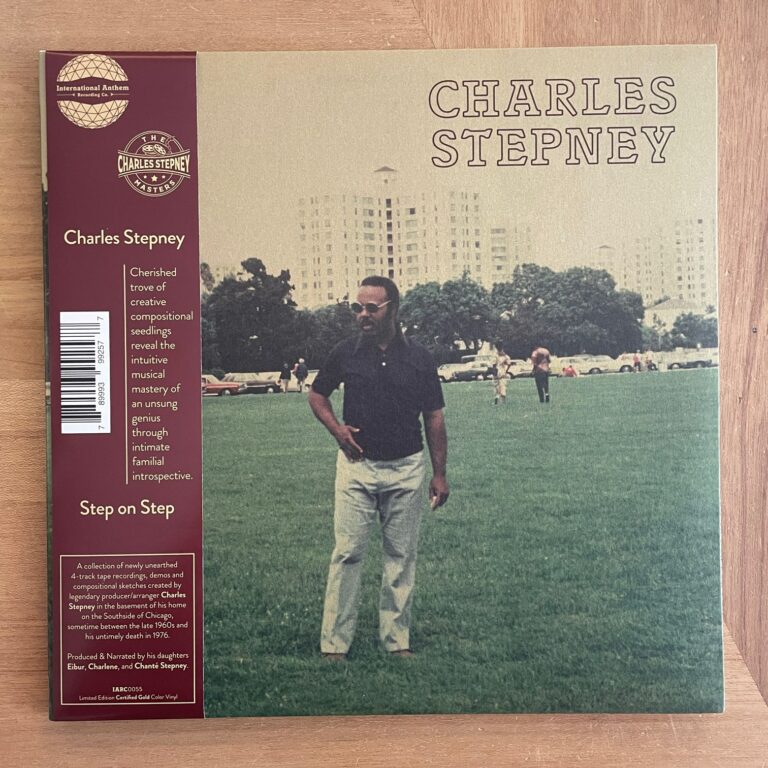 International Anthem
Recording Co.
THE
CHARLES STEPNEY
MASTERS
CHARLES
STEPNEY
Charles Stepney
Cherished
trove of
creative
compositional
seedlings
reveal the
intuitive
musical
mastery of
an unsung
genius
through
intimate
familial
introspective.
7 89993 99257 7
Step on Step
A collection of newly unearthed
4-track tape recordings, demos and
compositional sketches created by
legendary producer/arranger Charles
Stepney in the basement of his home
on the Southside of Chicago,
sometime between the late 1960s and
his untimely death in 1976.
Produced & Narrated by his daughters
Eibur, Charlene, and Chanté Stepney.
IARC0055
Limited Edition Certified Gold Color Vinyl